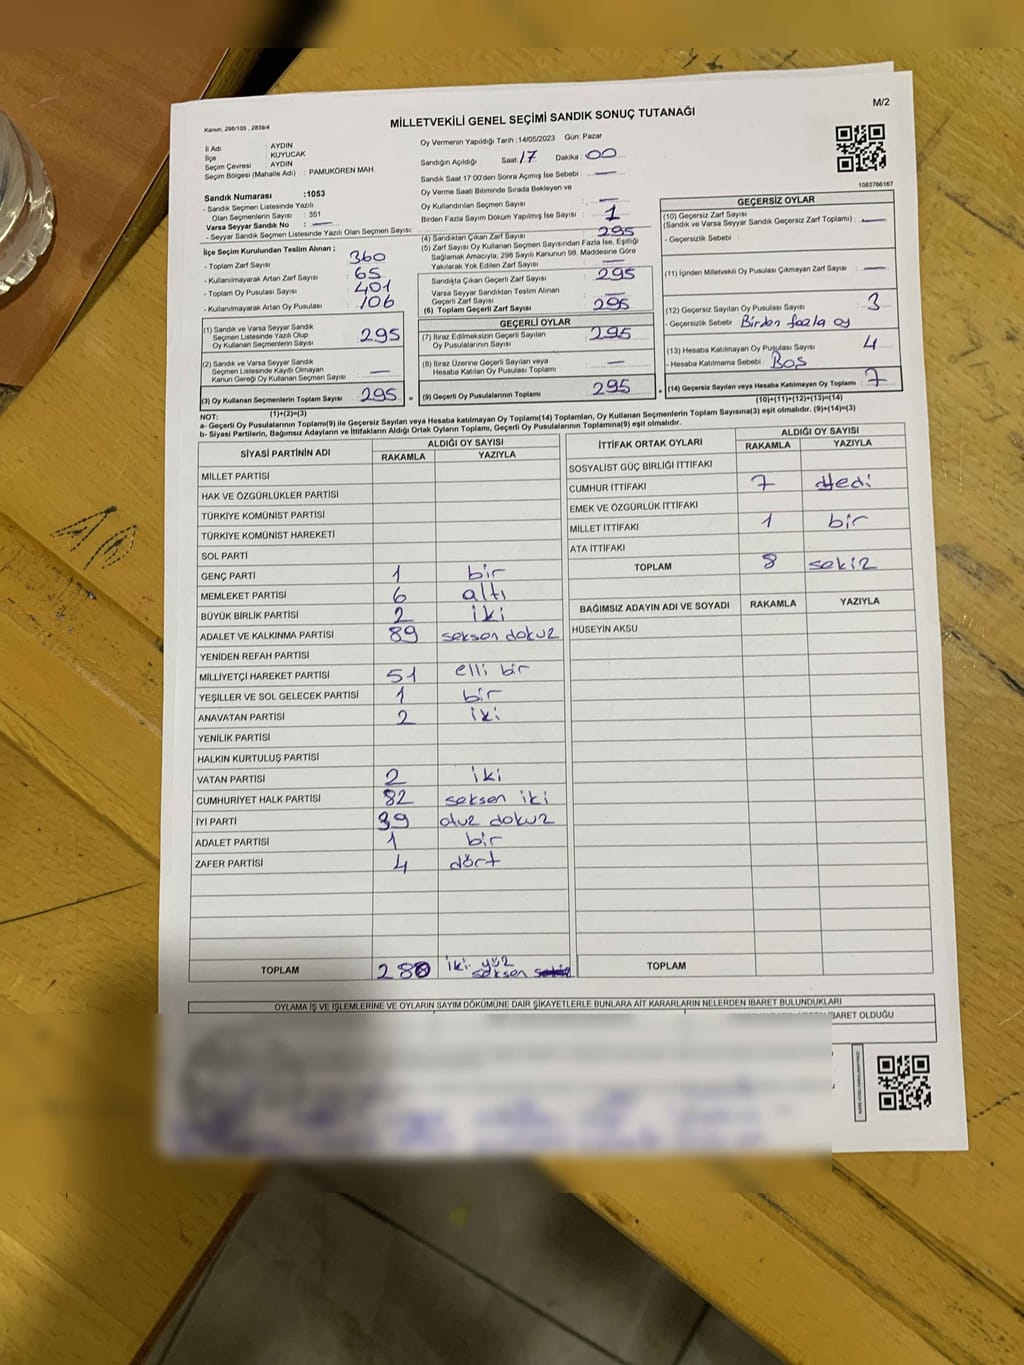 M/2
Kanun, 298/105 , 2839/4
MİLLETVEKİLİ GENEL SEÇİMİ SANDIK SONUÇ TUTANAĞI
İl Adı : AYDIN
İlçe : KUYUCAK
Seçim Çevresi : AYDIN
Seçim Bölgesi (Mahalle Adı) : PAMUKÖREN MAH.
Sandık Numarası :1053
- Sandık Seçmen Listesinde Yazılı
Olan Seçmenlerin Sayısı : 351
Varsa Seyyar Sandık No : —
- Seyyar Sandık Seçmen Listesinde Yazılı Olan Seçmen Sayısı:
Oy Vermenin Yapıldığı Tarih :14/05/2023 Gün: Pazar
Sandığın Açıldığı Saat: 17 Dakika: 00
Sandık Saat 17:00'den Sonra Açımış İse Sebebi : —
Oy Verme Saati Bitiminde Sırada Bekleyen ve
Oy Kullandırılan Seçmen Sayısı : —
Birden Fazla Sayım Döküm Yapılmış İse Sayısı : 1
1083766167
İlçe Seçim Kurulundan Teslim Alınan ;
- Toplam Zarf Sayısı : 360
- Kullanılmayarak Artan Zarf Sayısı : 65
- Toplam Oy Pusulası Sayısı : 401
- Kullanılmayarak Artan Oy Pusulası : 106
(1) Sandık ve Varsa Seyyar Sandık
Seçmen Listesinde Yazılı Olup
Oy Kullanan Seçmenlerin Sayısı : 295
(2) Sandık ve Varsa Seyyar Sandık
Seçmen Listesinde Kayıtlı Olmayan
Kanun Gereği Oy Kullanan Seçmen Sayısı : —
(3) Oy Kullanan Seçmenlerin Toplam Sayısı : 295 =
(1)+(2)=(3)
(4) Sandıktan Çıkan Zarf Sayısı : 295
(5) Zarf Sayısı Oy Kullanan Seçmen Sayısından Fazla İse, Eşitliği
Sağlamak Amacıyla; 298 Sayılı Kanunun 98. Maddesine Göre
Yakılarak Yok Edilen Zarf Sayısı : —
Sandıkta Çıkan Geçerli Zarf Sayısı : 295
Varsa Seyyar Sandıktan Teslim Alınan
Geçerli Zarf Sayısı : —
(6) Toplam Geçerli Zarf Sayısı : 295
GEÇERLİ OYLAR
(7) İtiraz Edilmeksizin Geçerli Sayılan
Oy Pusulalarının Sayısı : 295
(8) İtiraz Üzerine Geçerli Sayılan veya
Hesaba Katılan Oy Pusulası Toplamı : —
(9) Geçerli Oy Pusulalarının Toplamı : 295 +
GEÇERSİZ OYLAR
(10) Geçersiz Zarf Sayısı
(Sandık ve Varsa Seyyar Sandık Geçersiz Zarf Toplamı) : —
- Geçersizlik Sebebi :
(11) İçinden Milletvekili Oy Pusulası Çıkmayan Zarf Sayısı : —
(12) Geçersiz Sayılan Oy Pusulası Sayısı : 3
- Geçersizlik Sebebi : Birden fazla oy
(13) Hesaba Katılmayan Oy Pusulası Sayısı : 4
- Hesaba Katılmama Sebebi : Boş
(14) Geçersiz Sayılan veya Hesaba Katılmayan Oy Toplamı : 7
(10)+(11)+(12)+(13)=(14)
NOT:
a- Geçerli Oy Pusulalarının Toplamı(9) ile Geçersiz Sayılan veya Hesaba katılmayan Oy Toplamı(14) Toplamları, Oy Kullanan Seçmenlerin Toplam Sayısına(3) eşit olmalıdır. (9)+(14)=(3)
b- Siyasi Partilerin, Bağımsız Adayların ve İttifakların Aldığı Ortak Oyların Toplamı, Geçerli Oy Pusulalarının Toplamına(9) eşit olmalıdır.
SİYASİ PARTİNİN ADI ALDIĞI OY SAYISI
RAKAMLA YAZIYLA
MİLLET PARTİSİ
HAK VE ÖZGÜRLÜKLER PARTİSİ
TÜRKİYE KOMÜNİST PARTİSİ
TÜRKİYE KOMÜNİST HAREKETİ
SOL PARTİ
GENÇ PARTİ 1 bir
MEMLEKET PARTİSİ 6 altı
BÜYÜK BİRLİK PARTİSİ 2 iki
ADALET VE KALKINMA PARTİSİ 89 seksen dokuz
YENİDEN REFAH PARTİSİ
MİLLİYETÇİ HAREKET PARTİSİ 51 elli bir
YEŞİLLER VE SOL GELECEK PARTİSİ 1 bir
ANAVATAN PARTİSİ 2 iki
YENİLİK PARTİSİ
HALKIN KURTULUŞ PARTİSİ
VATAN PARTİSİ 2 iki
CUMHURİYET HALK PARTİSİ 82 seksen iki
İYİ PARTİ 39 otuz dokuz
ADALET PARTİSİ 1 bir
ZAFER PARTİSİ 4 dört
TOPLAM 280 iki yüz
seksen
İTTİFAK ORTAK OYLARI ALDIĞI OY SAYISI
RAKAMLA YAZIYLA
SOSYALİST GÜÇ BİRLİĞİ İTTİFAKI
CUMHUR İTTİFAKI 7 yedi
EMEK VE ÖZGÜRLÜK İTTİFAKI
MİLLET İTTİFAKI 1 bir
ATA İTTİFAKI
TOPLAM 8 sekiz
BAĞIMSIZ ADAYIN ADI VE SOYADI RAKAMLA YAZIYLA
HÜSEYİN AKSU
TOPLAM
OYLAMA İŞ VE İŞLEMLERİNE VE OYLARIN SAYIM DÖKÜMÜNE DAİR ŞİKAYETLERLE BUNLARA AİT KARARLARIN NELERDEN İBARET BULUNDUKLARI
İBARET OLDUĞU